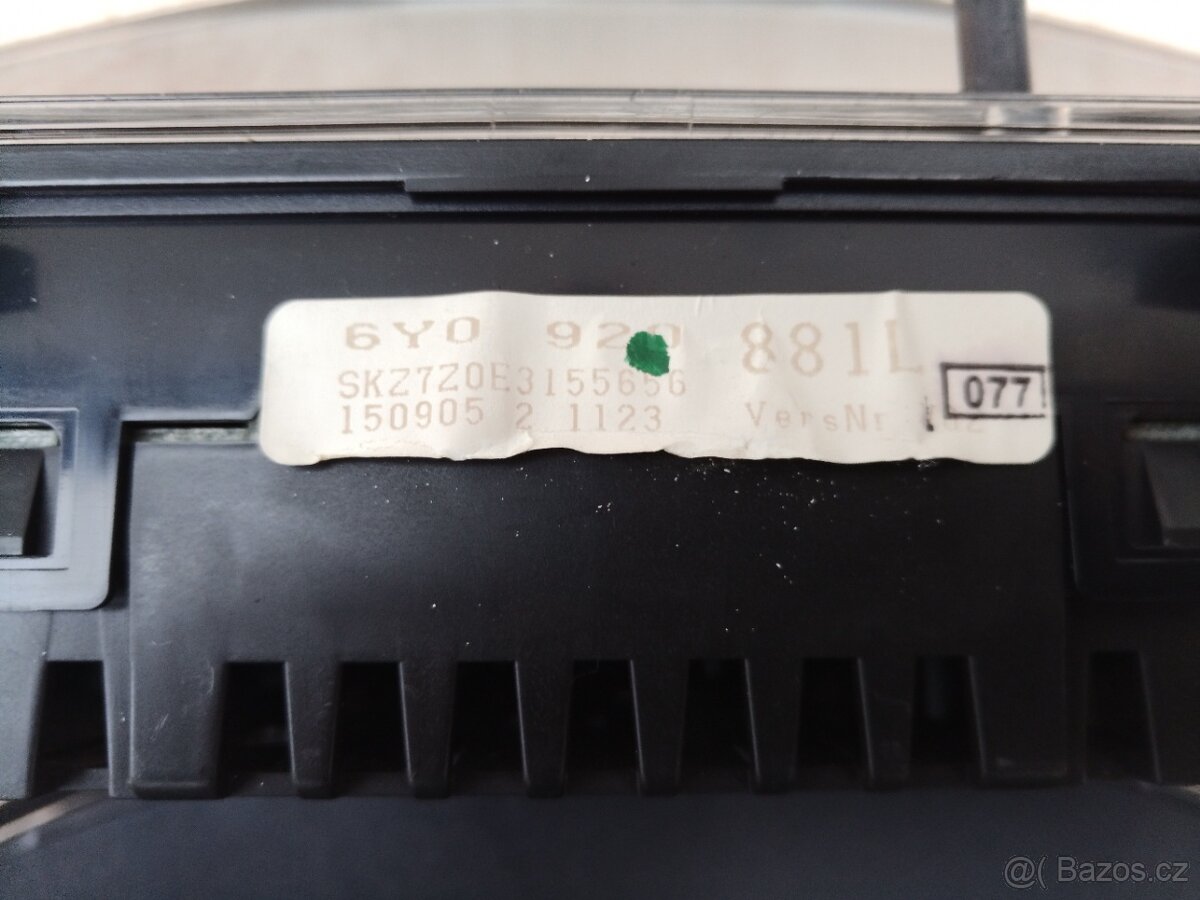 6Y0 920 881L
SKZ7Z0E3155656
077
150905 2 1123 VersNr
@( Bazos.cz